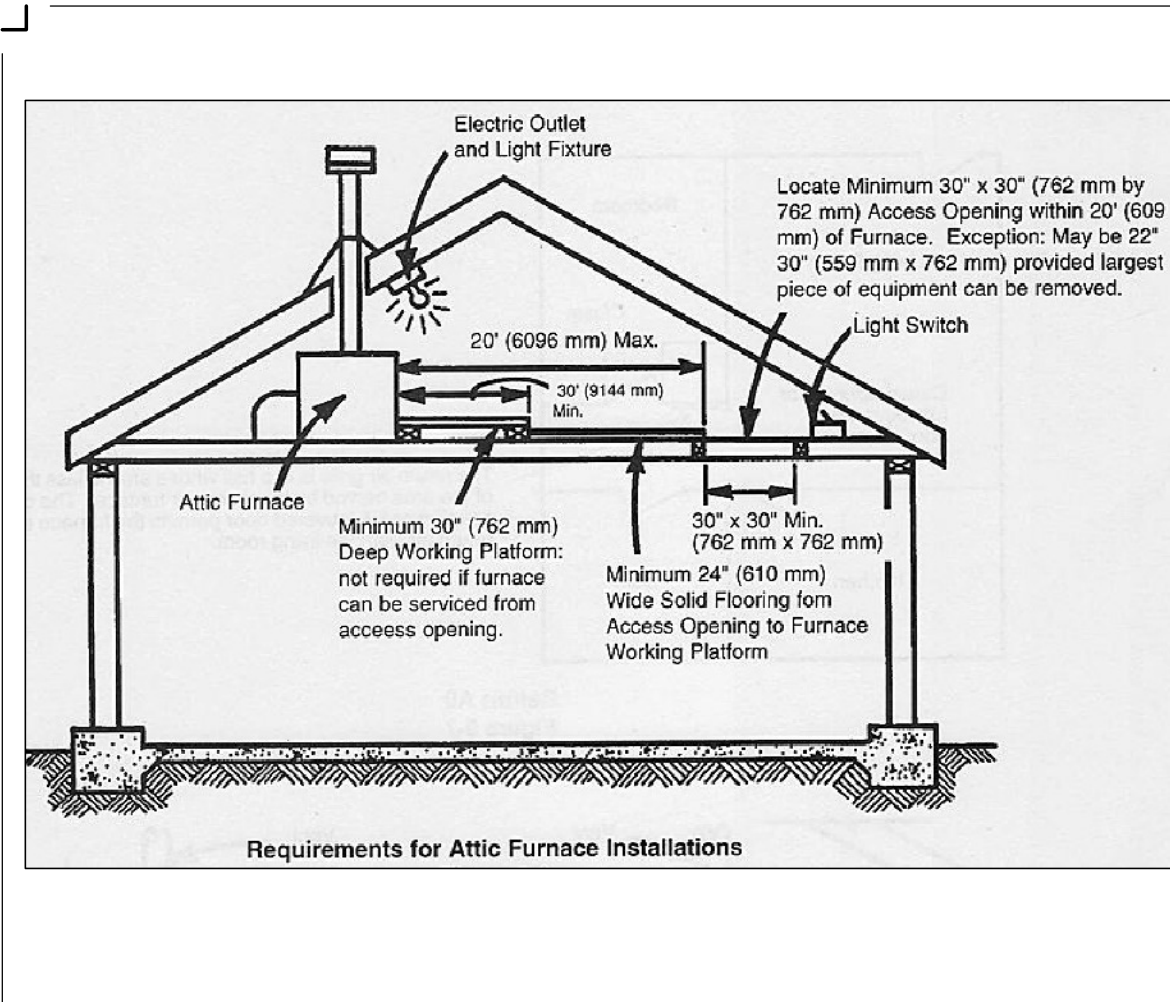 Electric Outlet
and Light Fixture
Locate Minimum 30" x 30" (762 mm by
762 mm) Access Opening within 20' (609
mm) of Furnace. Exception: May be 22"
30" (559 mm x 762 mm) provided largest
piece of equipment can be removed.
Light Switch
20' (6096 mm) Max.
30' (9144 mm)
Min.
Attic Furnace
Minimum 30" (762 mm)
Deep Working Platform:
not required if furnace
can be serviced from
acceess opening.
30" x 30" Min.
(762 mm x 762 mm)
Minimum 24" (610 mm)
Wide Solid Flooring fom
Access Opening to Furnace
Working Platform
Requirements for Attic Furnace Installations